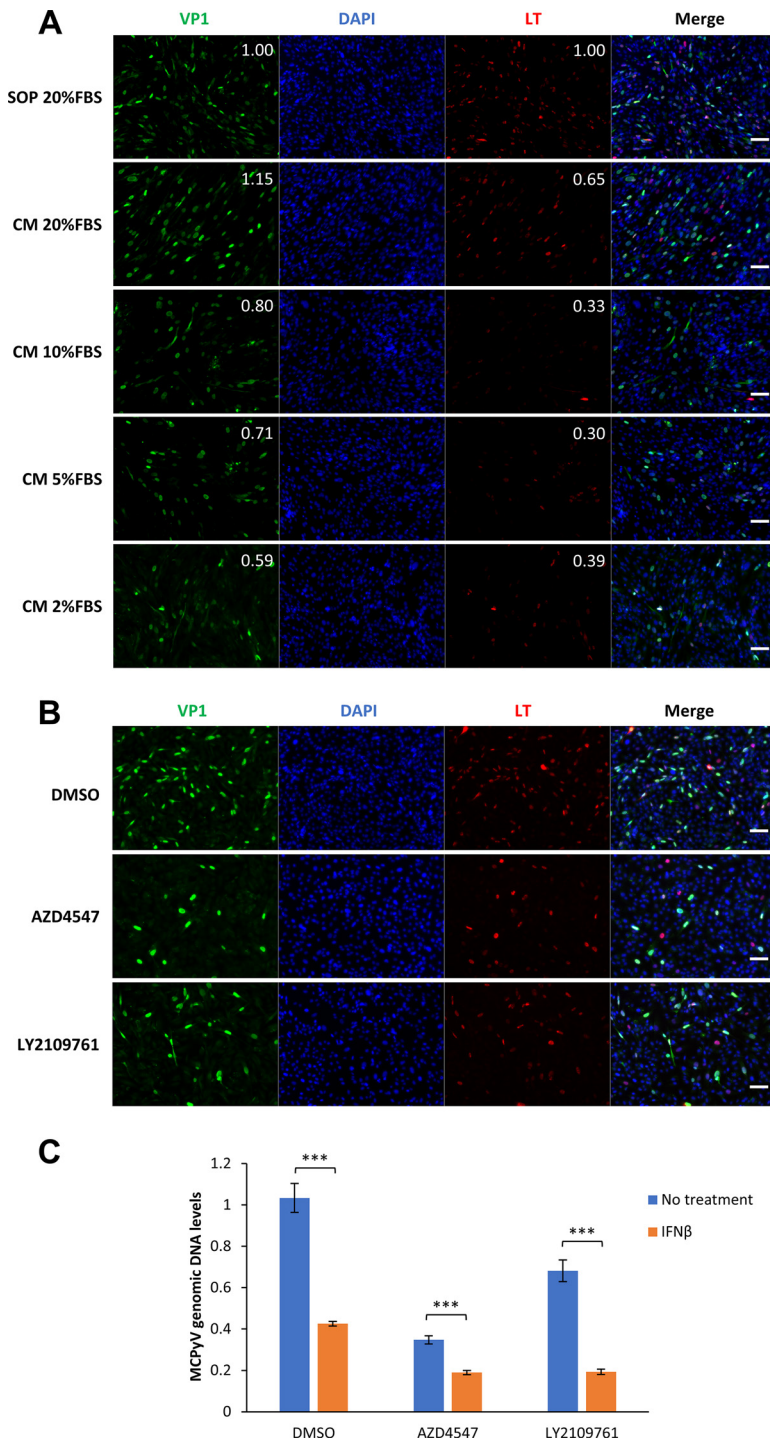 A
VP1 DAPI LT Merge
SOP 20%FBS 1.00 1.00
CM 20%FBS 1.15 0.65
CM 10%FBS 0.80 0.33
CM 5%FBS 0.71 0.30
CM 2%FBS 0.59 0.39
B
VP1 DAPI LT Merge
DMSO
AZD4547
LY2109761
C
MCPyV genomic DNA levels
1.2
1
0.8
0.6
0.4
0.2
0
*** *** ***
No treatment
IFNβ
DMSO AZD4547 LY2109761